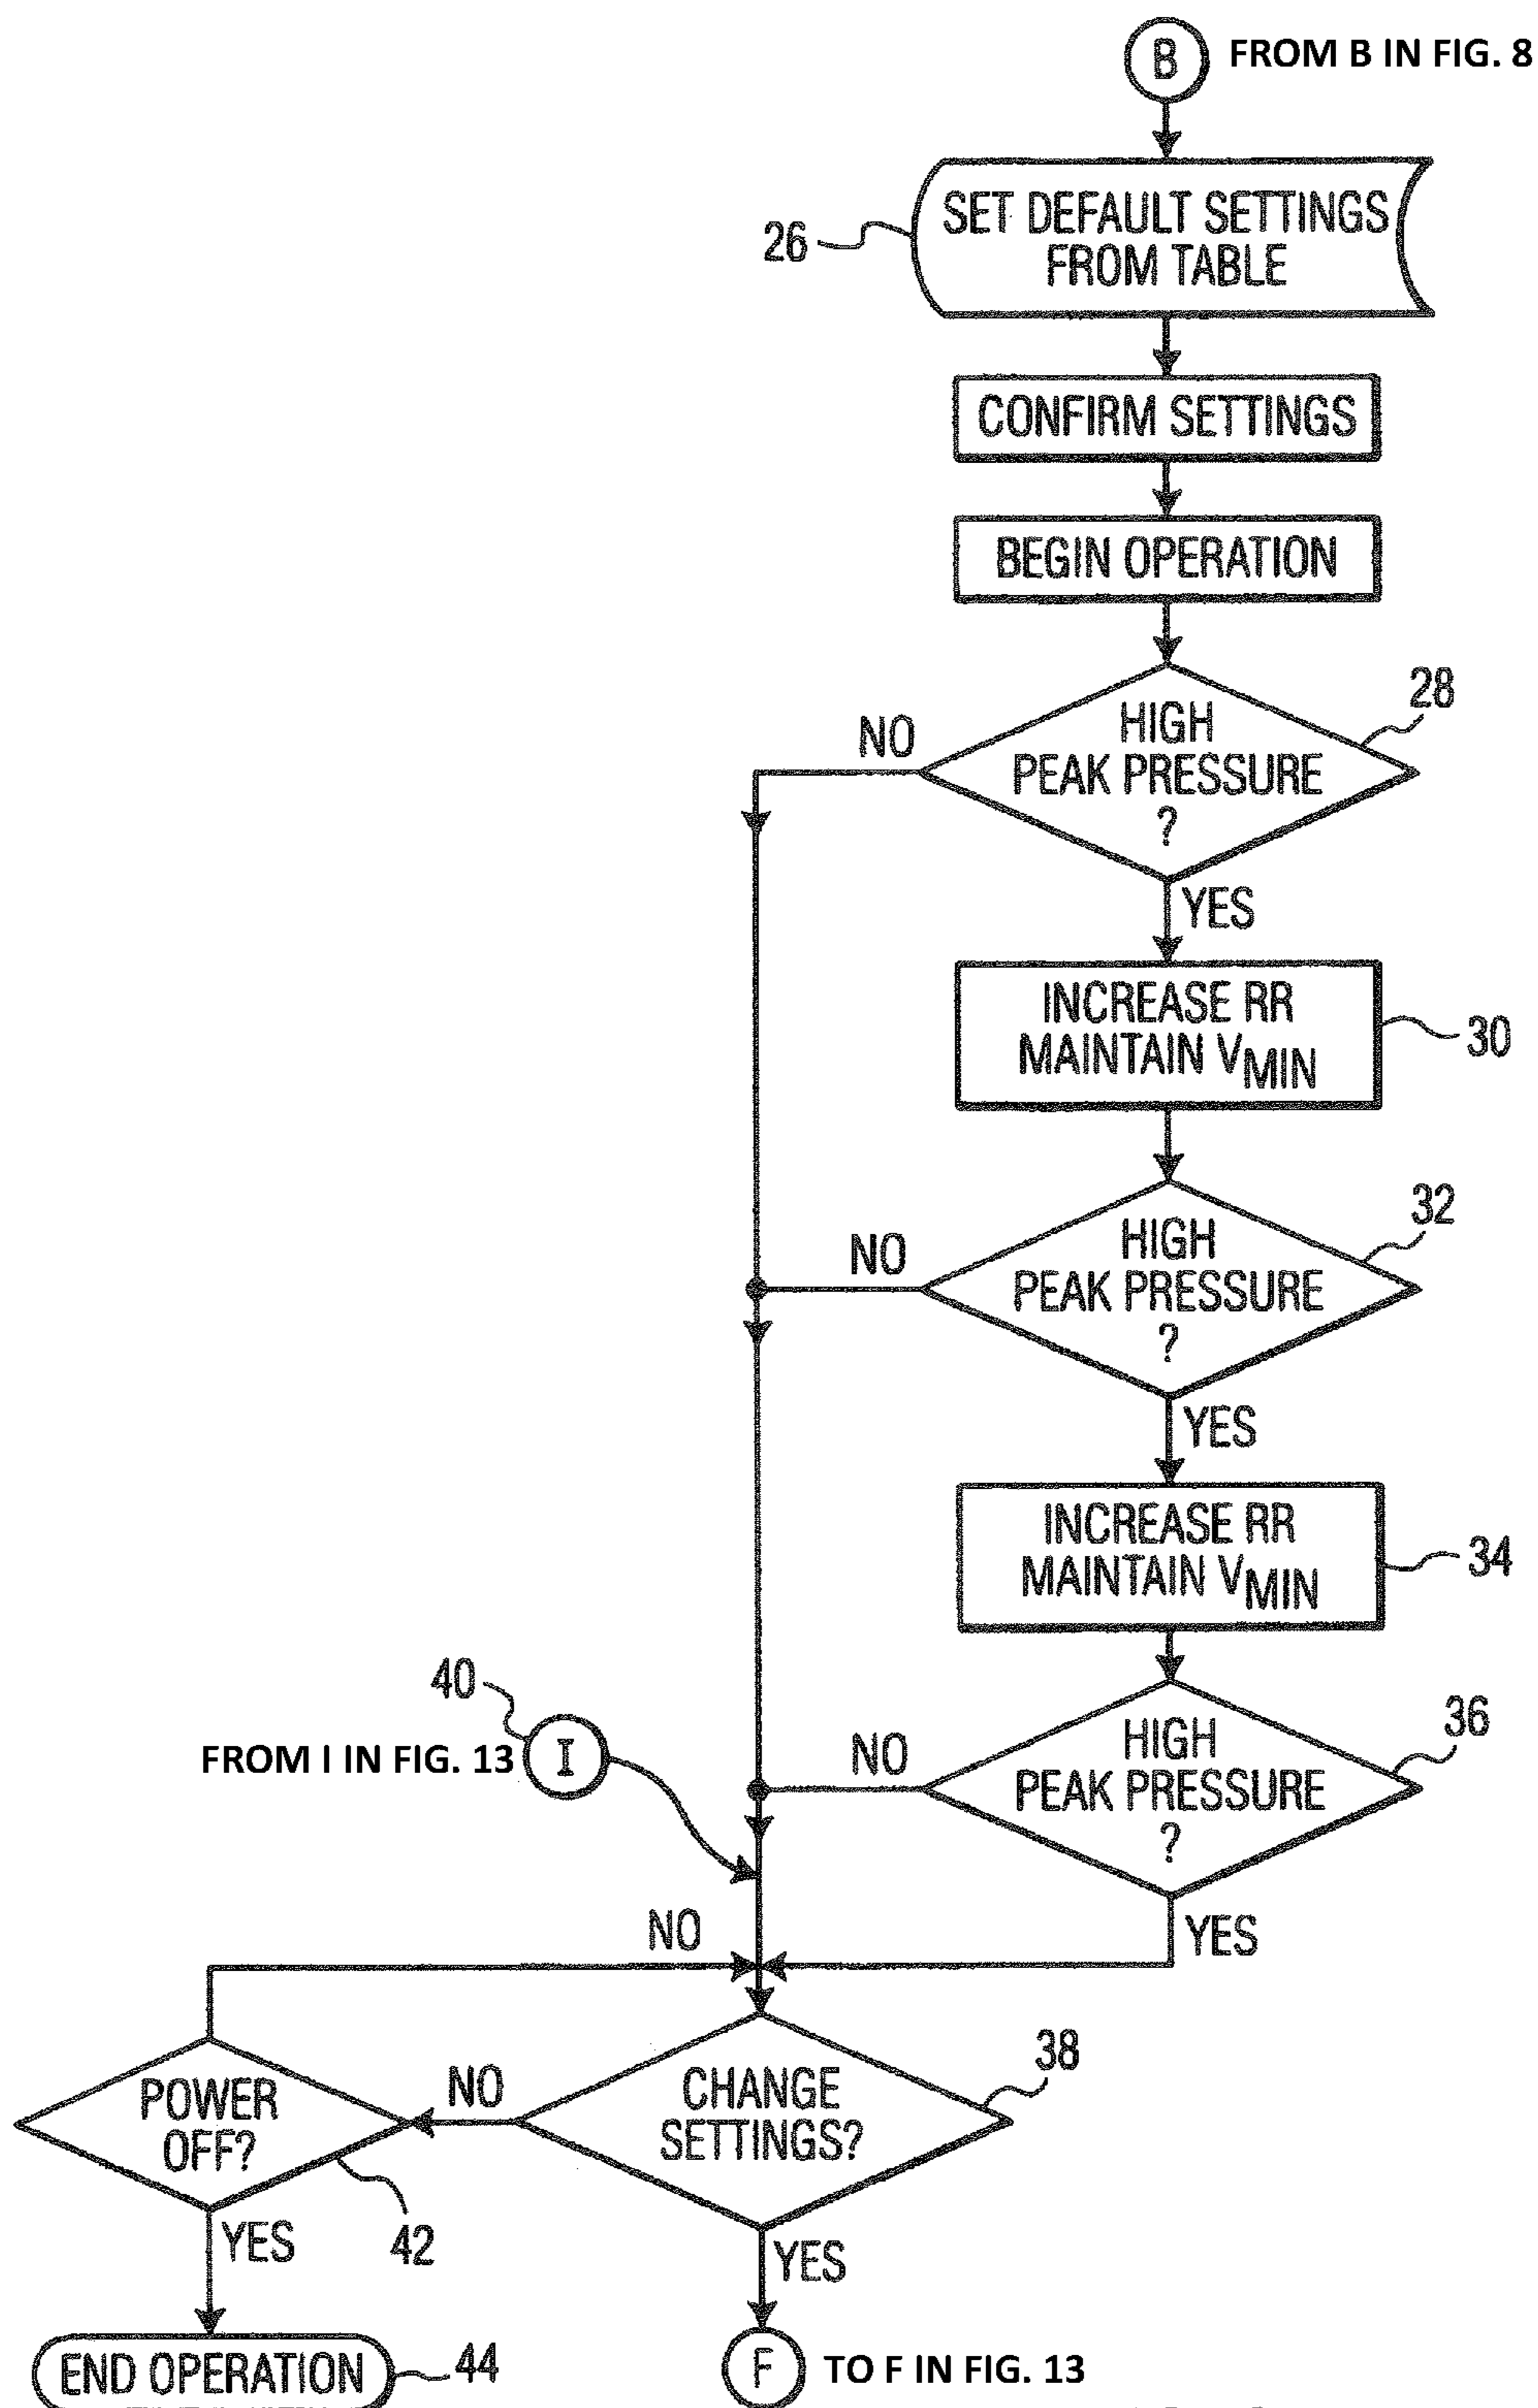 B FROM B IN FIG. 8
26
SET DEFAULT SETTINGS
FROM TABLE
CONFIRM SETTINGS
BEGIN OPERATION
28
NO
HIGH
PEAK PRESSURE
?
YES
INCREASE RR
MAINTAIN VMIN
30
32
NO
HIGH
PEAK PRESSURE
?
YES
INCREASE RR
MAINTAIN VMIN
34
40
FROM I IN FIG. 13 I
36
NO
HIGH
PEAK PRESSURE
?
YES
NO
38
POWER
OFF?
NO
CHANGE
SETTINGS?
42
YES
YES
END OPERATION
44
F TO F IN FIG. 13